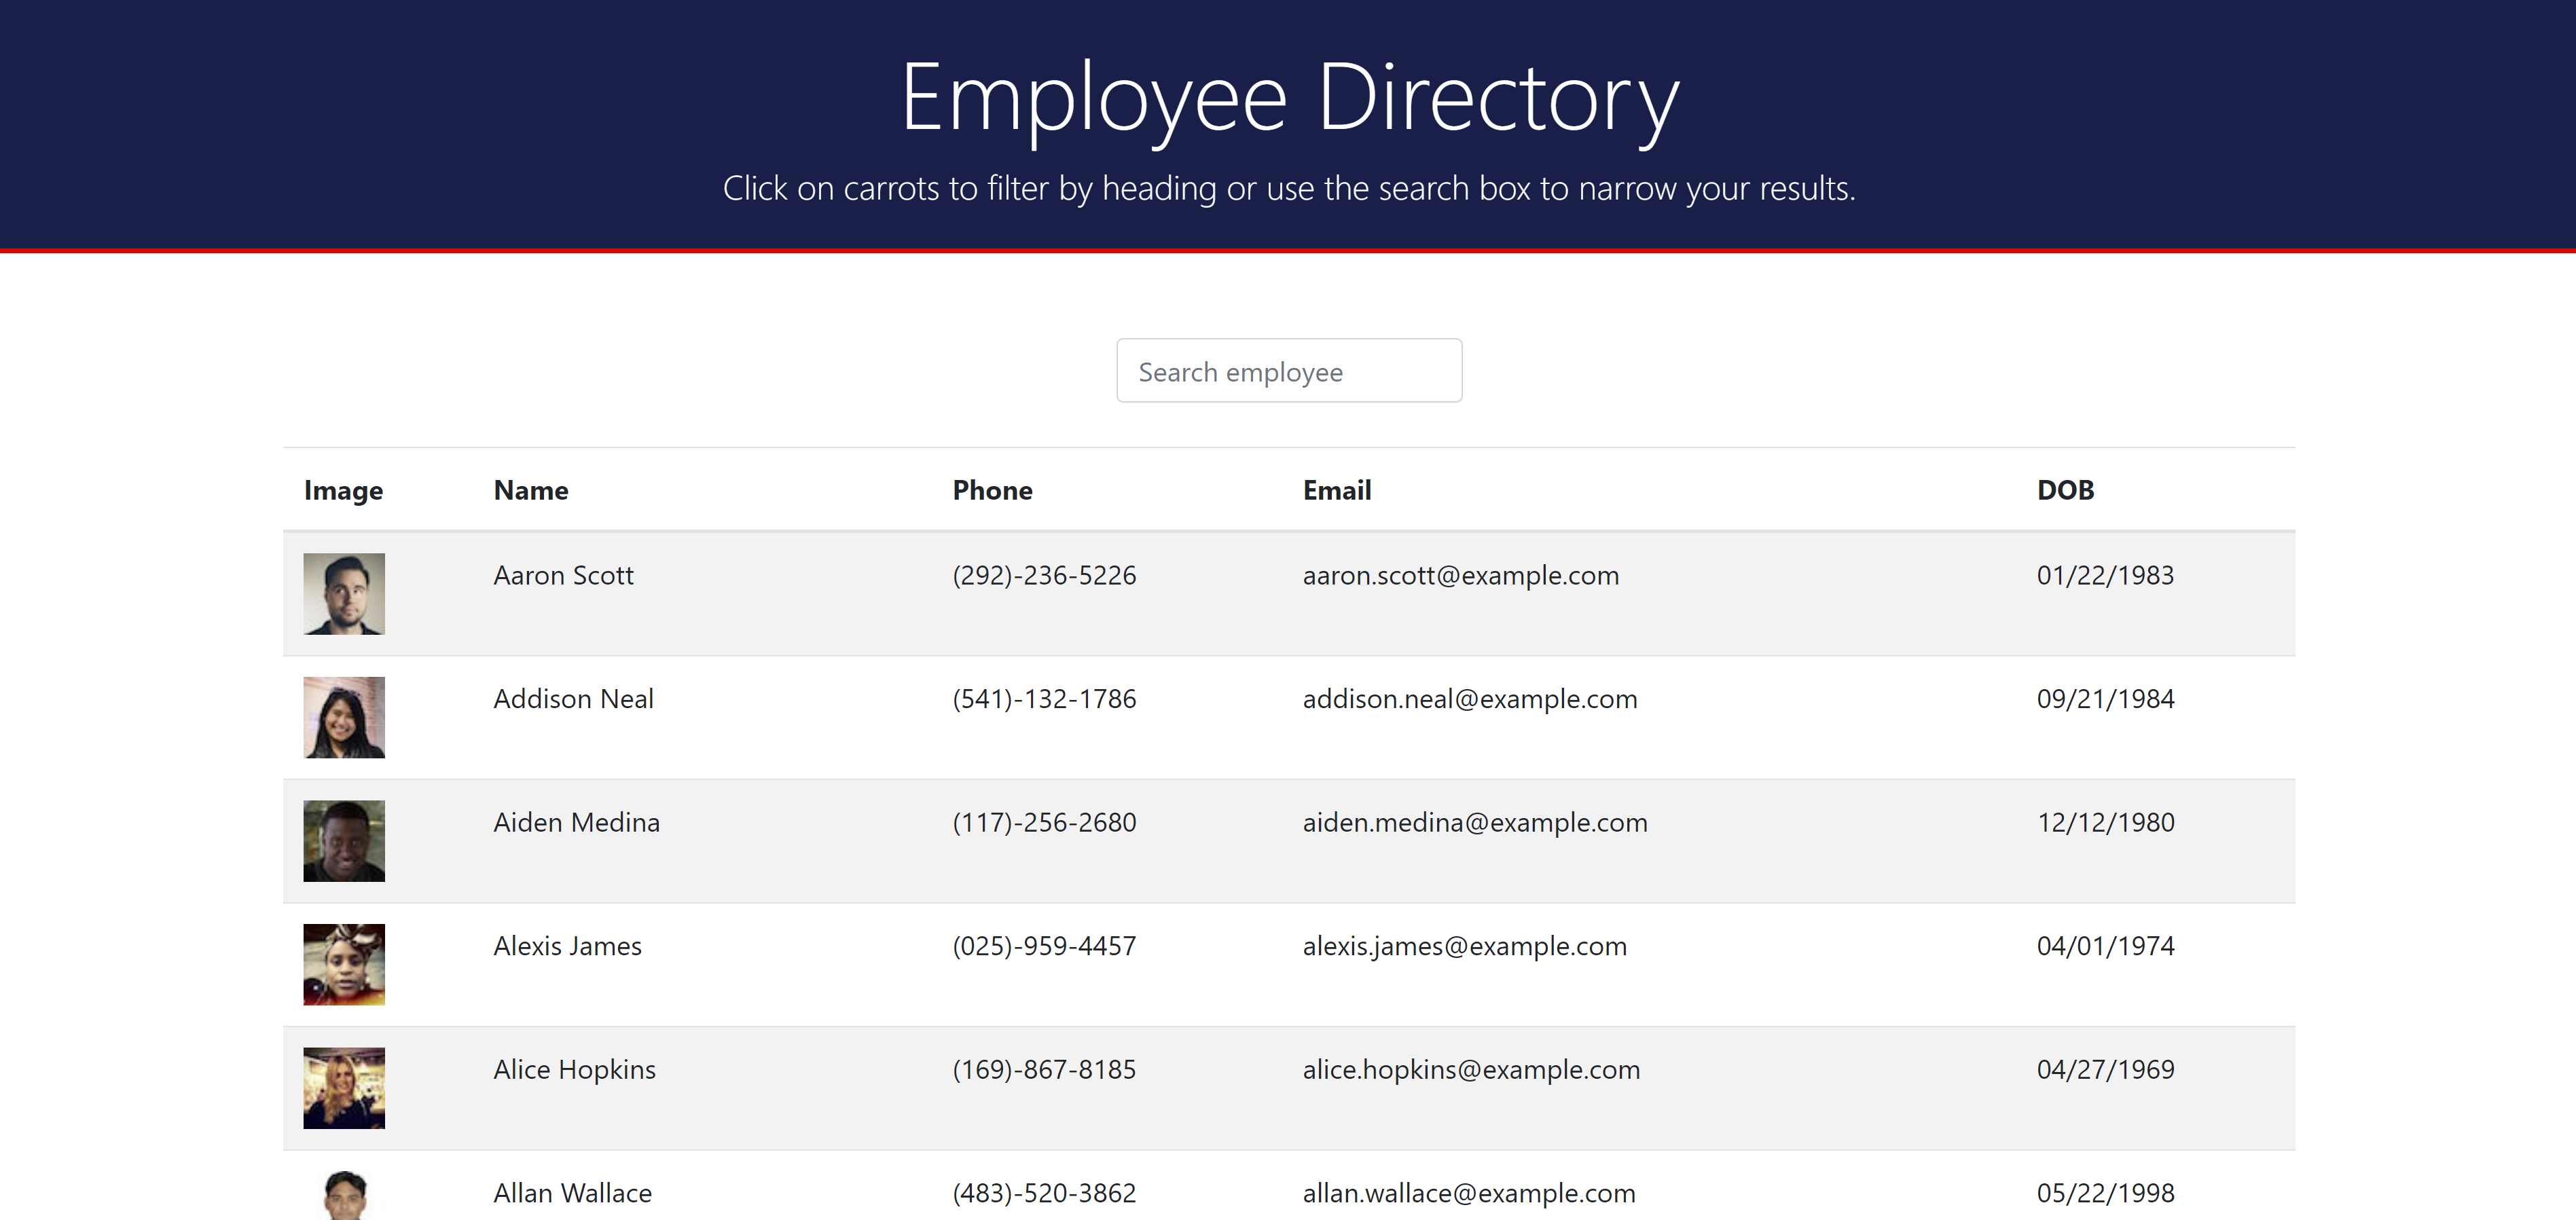 Employee Directory
Click on carrots to filter by heading or use the search box to narrow your results.
Search employee
Image Name Phone Email DOB
Aaron Scott (292)-236-5226 aaron.scott@example.com 01/22/1983
Addison Neal (541)-132-1786 addison.neal@example.com 09/21/1984
Aiden Medina (117)-256-2680 aiden.medina@example.com 12/12/1980
Alexis James (025)-959-4457 alexis.james@example.com 04/01/1974
Alice Hopkins (169)-867-8185 alice.hopkins@example.com 04/27/1969
Allan Wallace (483)-520-3862 allan.wallace@example.com 05/22/1998